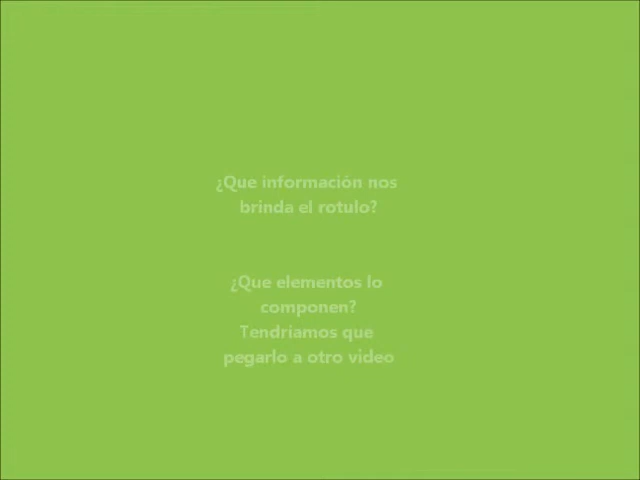 ¿Que información nos
brinda el rotulo?
¿Que elementos lo
componen?
Tendriamos que
pegarlo a otro video